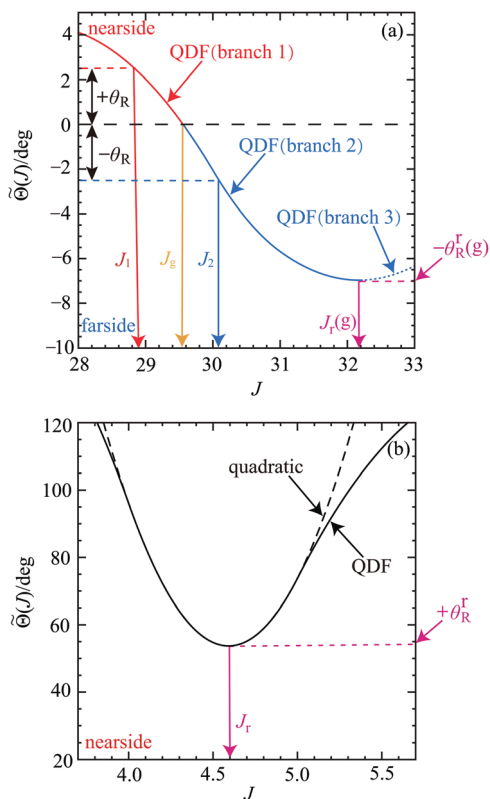 nearside
(a)
QDF(branch 1)
+θR
−θR
QDF(branch 2)
QDF(branch 3)
−θ^r_R(g)
J1
Jg
J2
Jr(g)
farside
4
2
0
−2
−4
−6
−8
−10
Θ̃(J)/deg
28
29
30
31
32
33
J
(b)
quadratic
QDF
+θ^r_R
Jr
nearside
120
100
80
60
40
20
Θ̃(J)/deg
4.0
4.5
5.0
5.5
J